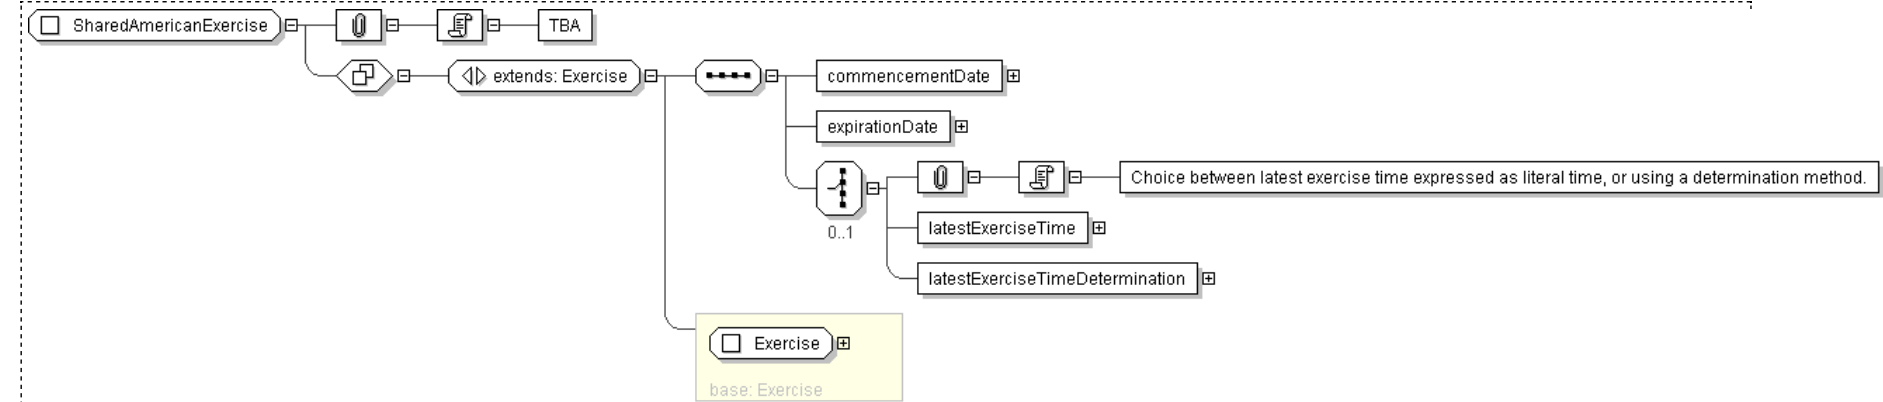 SharedAmericanExercise
TBA
extends: Exercise
commencementDate
expirationDate
0..1
Choice between latest exercise time expressed as literal time, or using a determination method.
latestExerciseTime
latestExerciseTimeDetermination
Exercise
base: Exercise